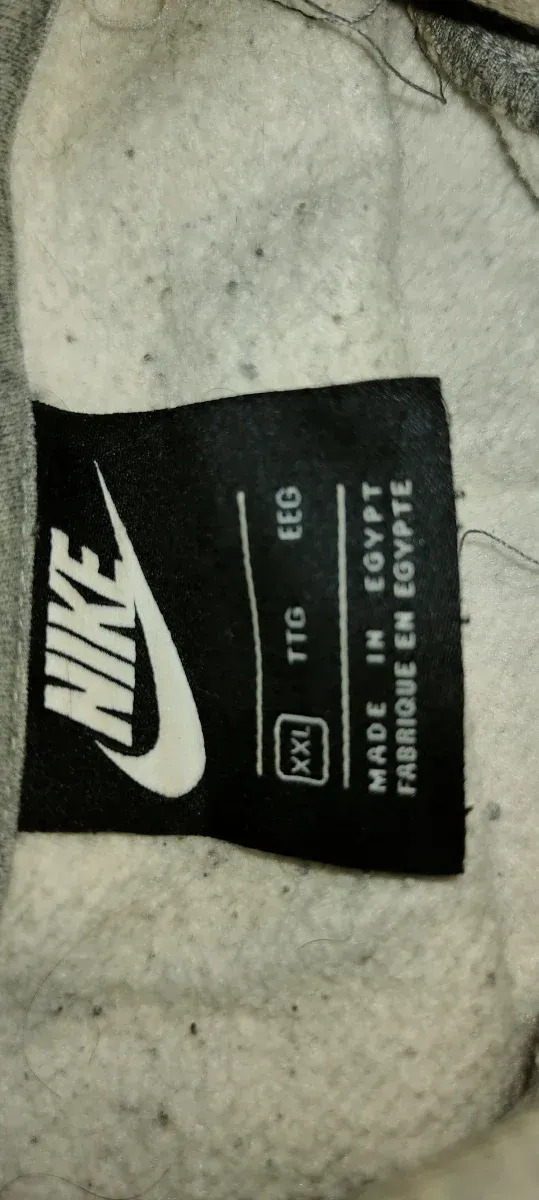 NIKE
XXL TTG EEG
MADE IN EGYPT
FABRIQUE EN EGYPTE